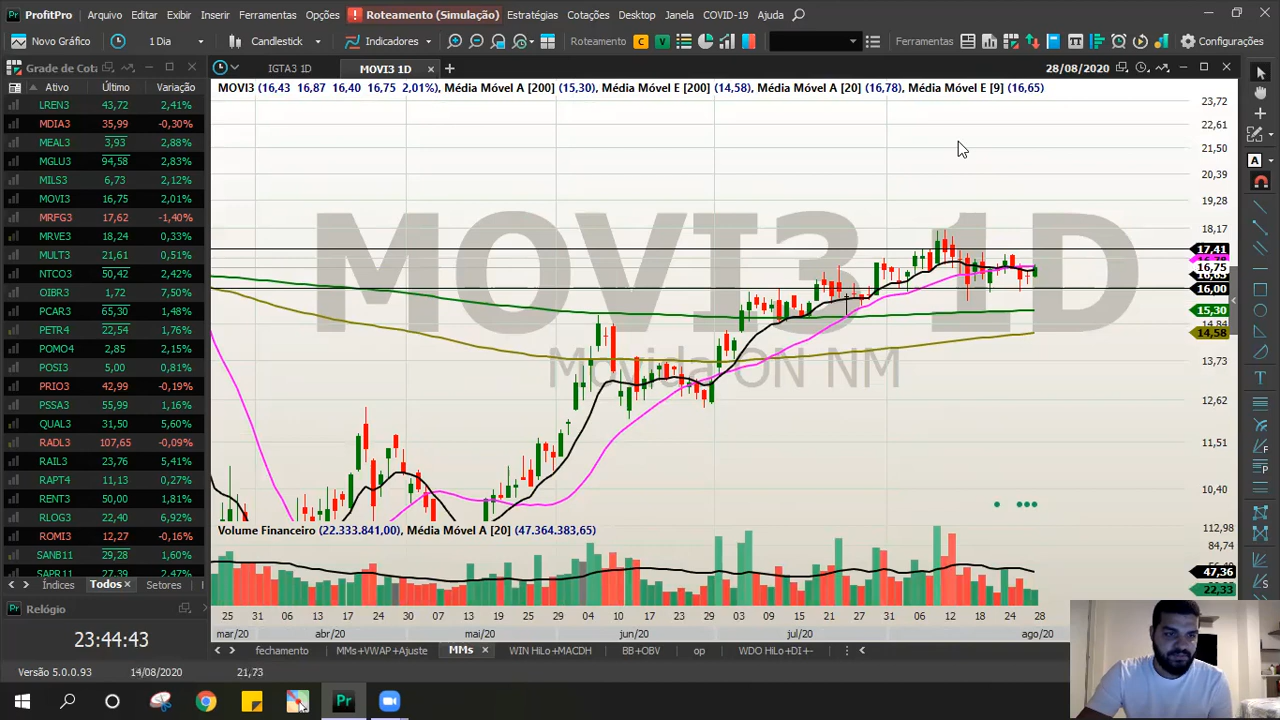 ProfitPro
Arquivo Editar Exibir Inserir Ferramentas Opções Roteamento (Simulação) Estratégias Cotações Desktop Janela COVID-19 Ajuda
Novo Gráfico 1 Dia Candlestick Indicadores Roteamento C V Ferramentas Configurações
Grade de Cota
IGTA3 1D MOVI3 1D 28/08/2020
Ativo Último Variação
LREN3 43,72 2,41%
MDIA3 35,99 -0,30%
MEAL3 3,93 2,88%
MGLU3 94,58 2,83%
MILS3 6,73 2,12%
MOVI3 16,75 2,01%
MRFG3 17,62 -1,40%
MRVE3 18,24 0,33%
MULT3 21,61 0,51%
NTCO3 50,42 2,42%
OIBR3 1,72 7,50%
PCAR3 65,30 1,48%
PETR4 22,54 1,76%
POMO4 2,85 2,15%
POSI3 5,00 0,81%
PRIO3 42,99 -0,19%
PSSA3 55,99 1,16%
QUAL3 31,50 5,60%
RADL3 107,65 -0,09%
RAIL3 23,76 5,41%
RAPT4 11,13 0,27%
RENT3 50,00 1,81%
RLOG3 22,40 6,92%
ROMI3 12,27 -0,16%
SANB11 29,28 1,60%
SAPR11 27,39 2,47%
Índices Todos Setores
Relógio
23:44:43
MOVI3 (16,43 16,87 16,40 16,75 2,01%), Média Móvel A [200] (15,30), Média Móvel E [200] (14,58), Média Móvel A [20] (16,78), Média Móvel E [9] (16,65)
MOVI3 1D
Movida ON NM
23,72
22,61
21,50
20,39
19,28
18,17
17,41
16,75
16,00
15,30
14,84
14,58
13,73
12,62
11,51
10,40
Volume Financeiro (22.333.841,00), Média Móvel A [20] (47.364.383,65)
112,98
84,74
47,36
22,33
25 31 06 13 17 24 30 07 13 19 25 29 04 10 17 23 29 03 09 15 21 27 31 06 12 18 24 28
mar/20 abr/20 mai/20 jun/20 jul/20 ago/20
fechamento MMs+VWAP+Ajuste MMs WIN HiLo+MACDH BB+OBV op WDO HiLo+DI+-
Versão 5.0.0.93 14/08/2020 21,73